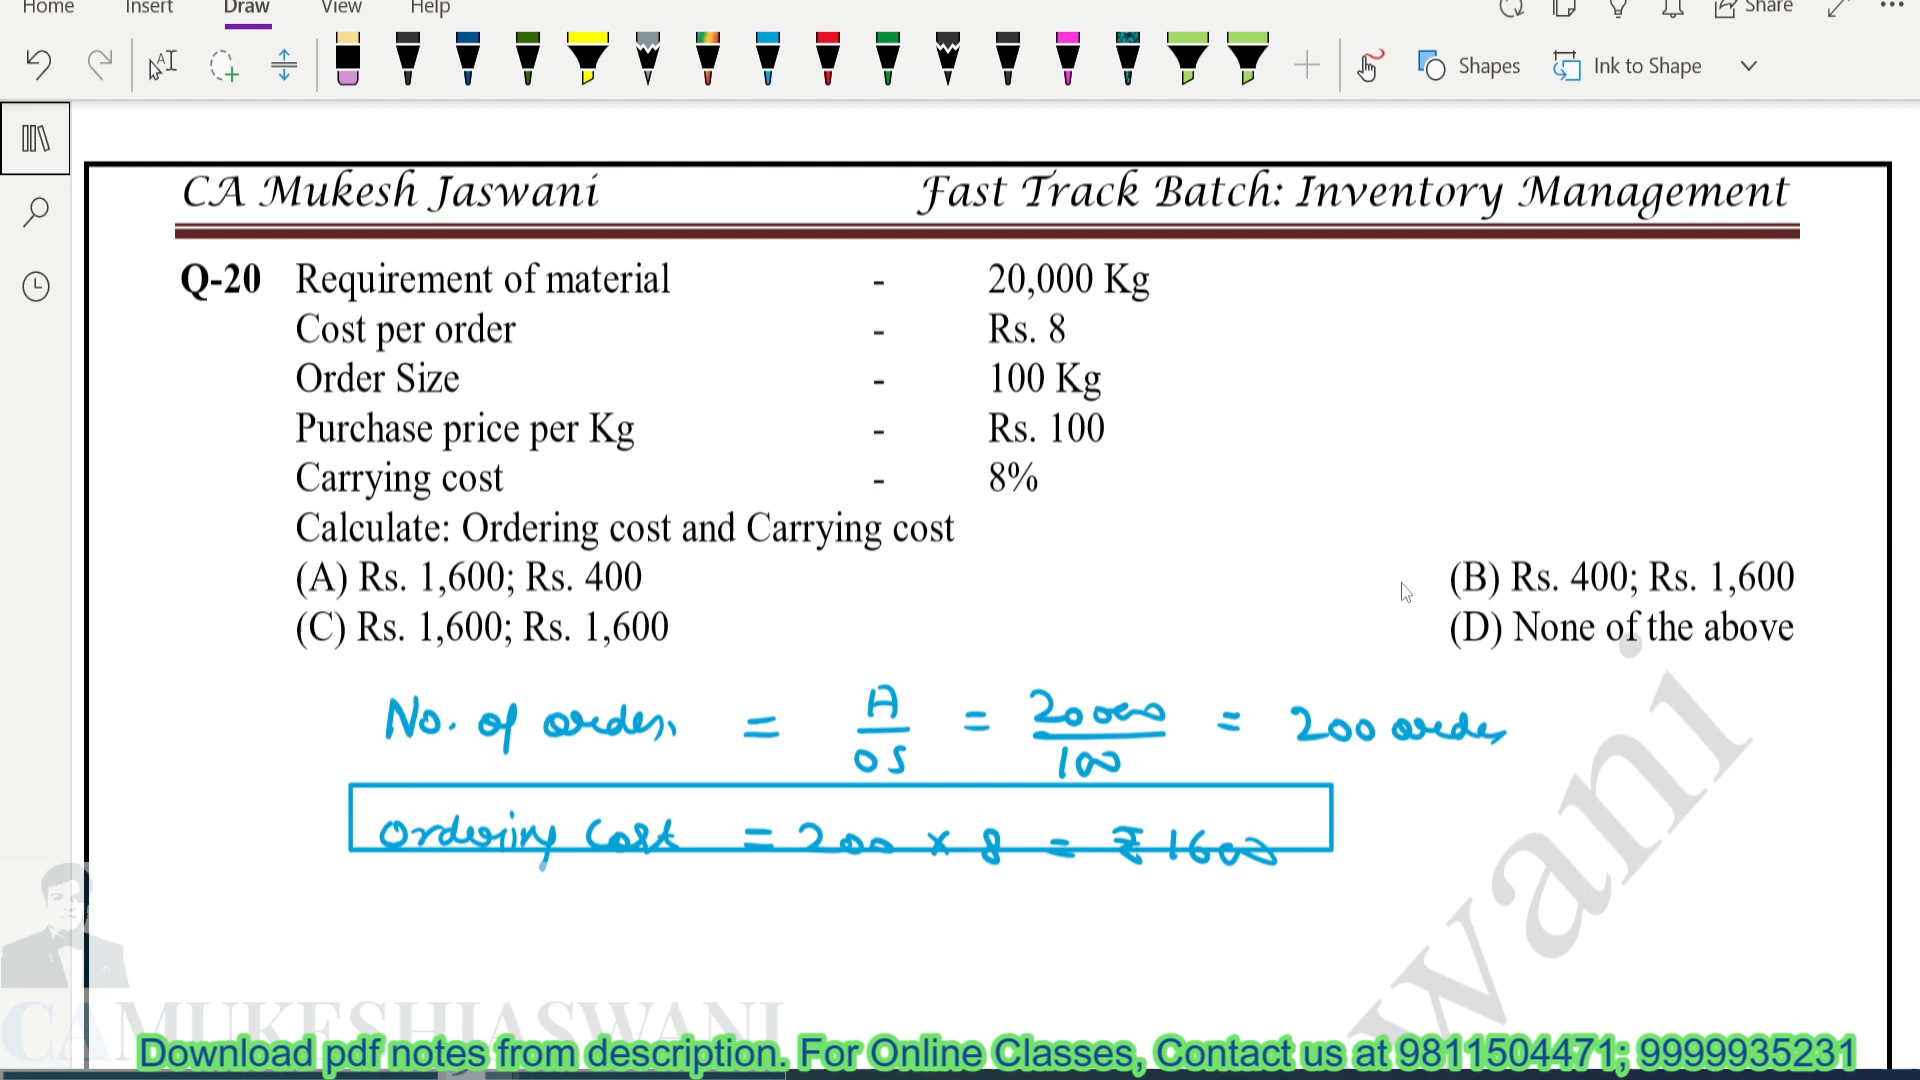 Home Insert Draw View Help Share
Shapes Ink to Shape
CA Mukesh Jaswani Fast Track Batch: Inventory Management
Q-20 Requirement of material - 20,000 Kg
Cost per order - Rs. 8
Order Size - 100 Kg
Purchase price per Kg - Rs. 100
Carrying cost - 8%
Calculate: Ordering cost and Carrying cost
(A) Rs. 1,600; Rs. 400 (B) Rs. 400; Rs. 1,600
(C) Rs. 1,600; Rs. 1,600 (D) None of the above
No. of orders = A/OS = 20000/100 = 200 orders
Ordering Cost = 200 × 8 = ₹ 1600
wani
CAMUKESHJASWANI
Download pdf notes from description. For Online Classes, Contact us at 9811504471; 9999935231